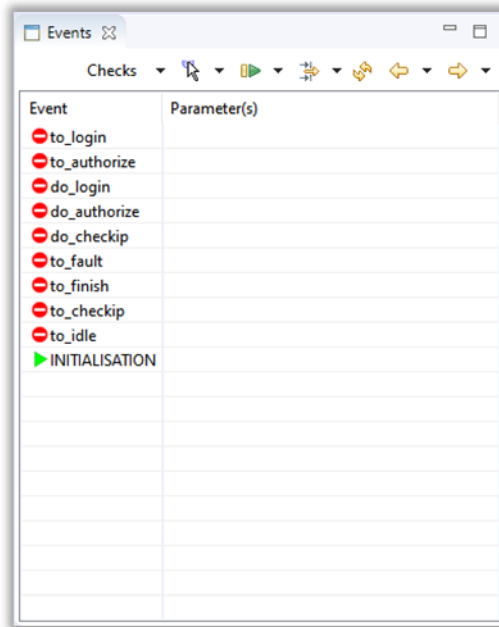 Events
Checks
Event Parameter(s)
to_login
to_authorize
do_login
do_authorize
do_checkip
to_fault
to_finish
to_checkip
to_idle
INITIALISATION